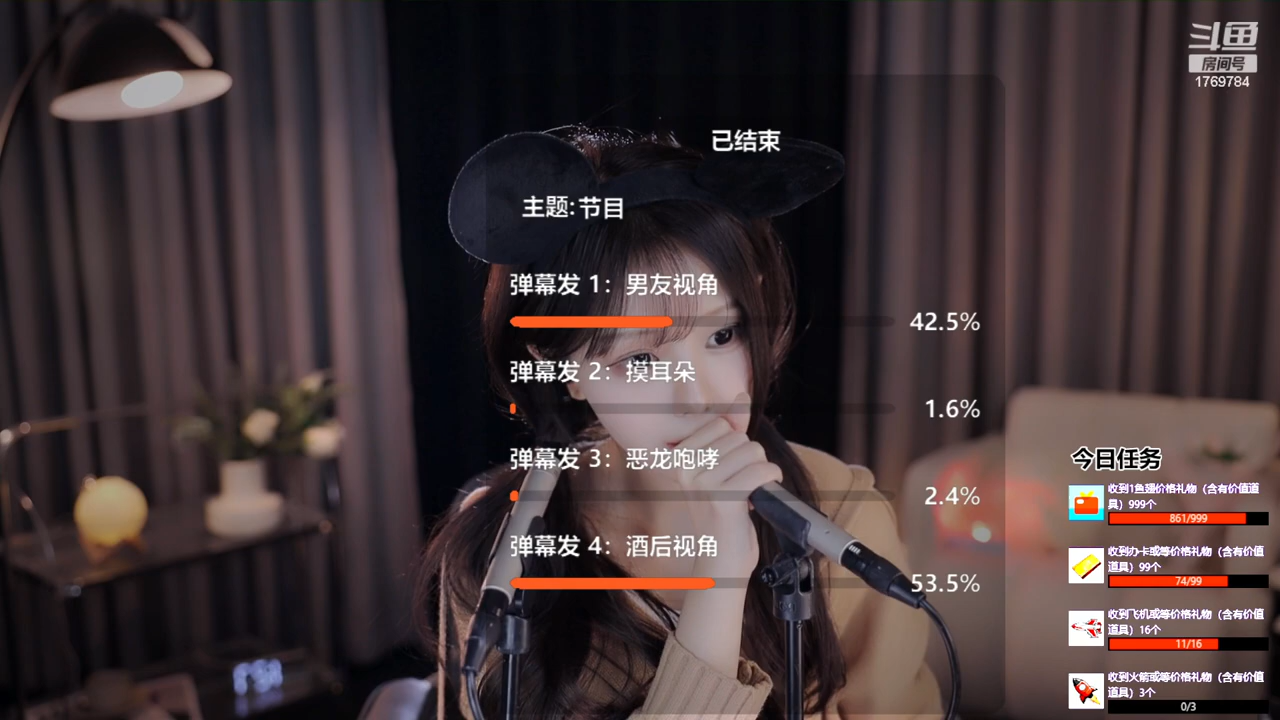 斗鱼
房间号
1769784
已结束
主题:节目
弹幕发 1：男友视角
42.5%
弹幕发 2：摸耳朵
1.6%
弹幕发 3：恶龙咆哮
2.4%
弹幕发 4：酒后视角
53.5%
今日任务
收到1鱼翅价格礼物（含有价值道
具）999个
861/999
收到办卡或等价格礼物（含有价值
道具）99个
74/99
收到飞机或等价格礼物（含有价值
道具）16个
11/16
收到火箭或等价格礼物（含有价值
道具）3个
0/3